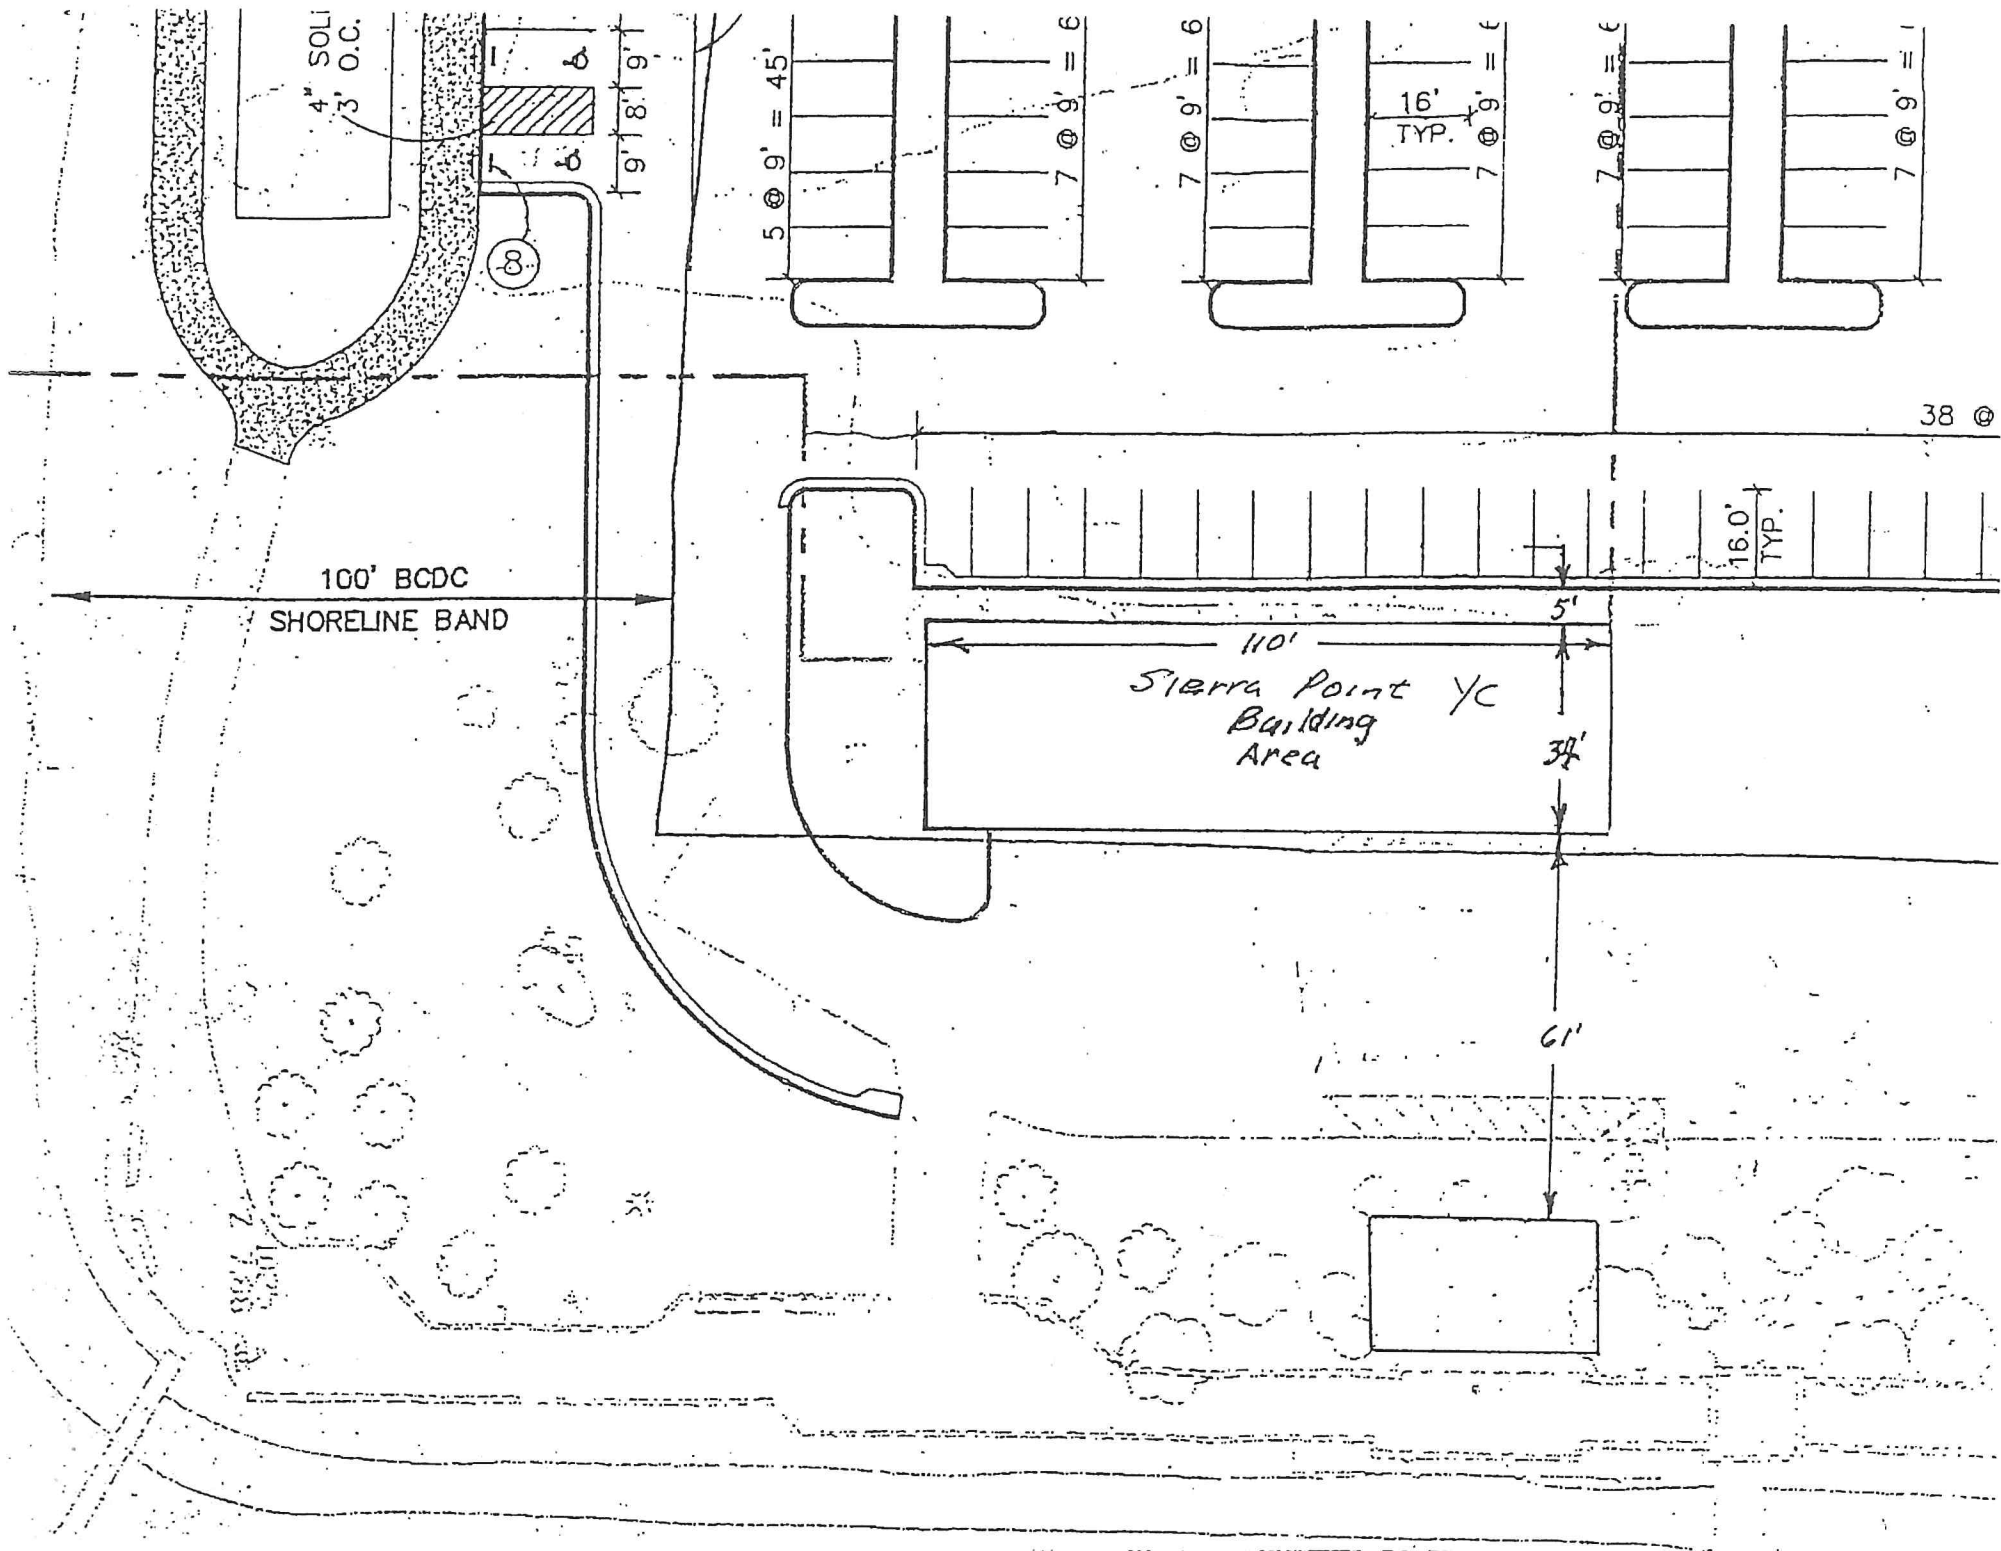 4" SOLI
3' O.C.
9'
8'
9'
8
5 @ 9' = 45'
7 @ 9' = 6
7 @ 9' = 6
16'
TYP.
7 @ 9' = 6
7 @ 9' = 6
7 @ 9' =
38 @
16.0'
TYP.
100' BCDC
SHORELINE BAND
5'
110'
Sierra Point YC
Building
Area
61'